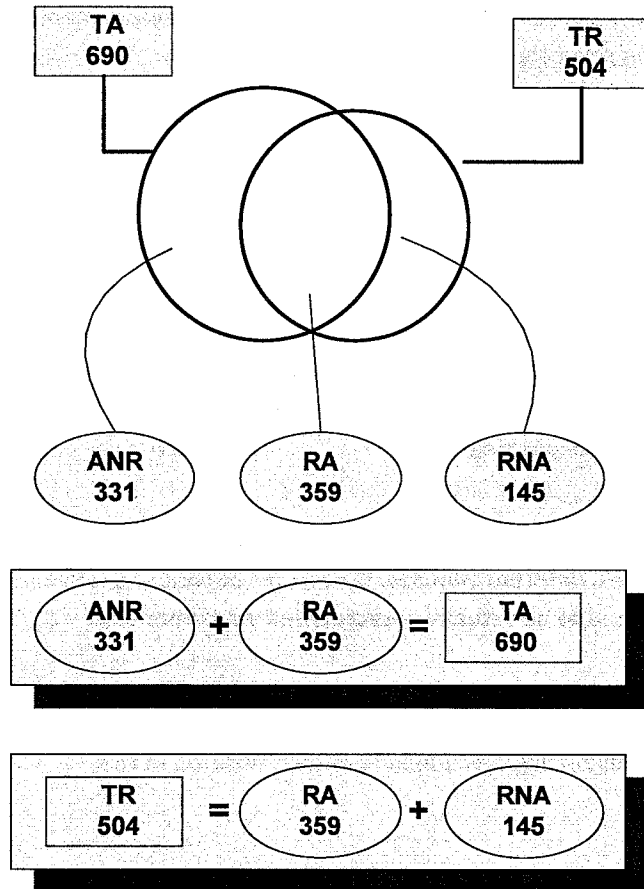 TA
690
TR
504
ANR
331
RA
359
RNA
145
ANR
331
+
RA
359
=
TA
690
TR
504
=
RA
359
+
RNA
145